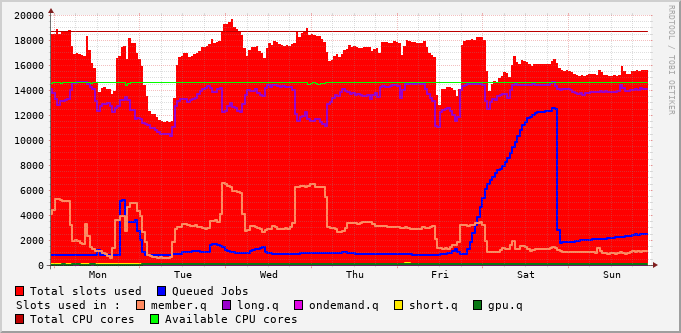 20000
18000
16000
14000
12000
10000
8000
6000
4000
2000
0
Mon Tue Wed Thu Fri Sat Sun
RRDTOOL / TOBI OETIKER
Total slots used Queued Jobs
Slots used in : member.q long.q ondemand.q short.q gpu.q
Total CPU cores Available CPU cores